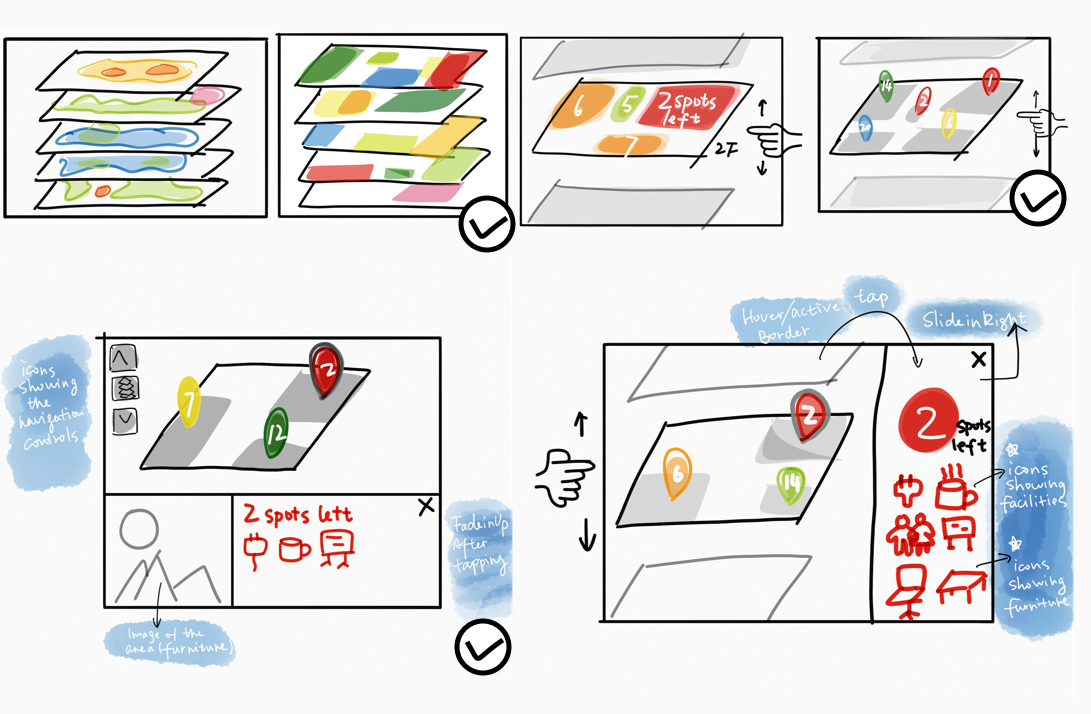 6
5
2 spots
left
7
2F
14
1
2
6
20
icons
showing
the
navigation
controls
7
2
12
2 spots left
X
FadeinUp
After
tapping
Image of the
area (furniture)
Hover/active:
Border
tap
SlideinRight
X
2
6
14
2
spots
left
icons
showing
facilities
icons
showing
furniture